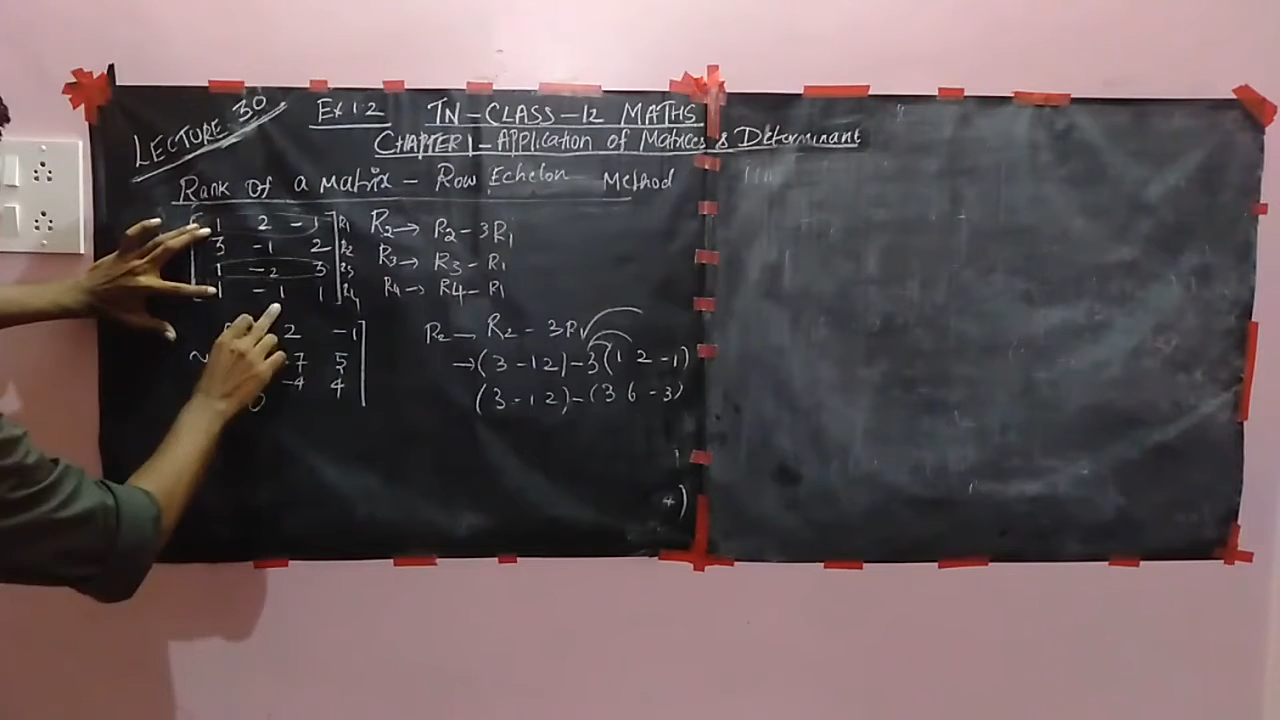 LECTURE 30
Ex 1.2 TN-CLASS-12 MATHS
CHAPTER 1 - Application of Matrices & Determinant
Rank of a matrix - Row Echelon Method
1 2 -1 R1 R2→ R2-3R1
3 -1 2 R2 R3→ R3-R1
1 -2 3 R3 R4→ R4-R1
1 -1 1 R4
2 -1 R2→ R2-3R1
~ -7 5 →(3 -1 2)-3(1 2 -1)
-4 4 (3 -1 2)-(3 6 -3)
0
4)